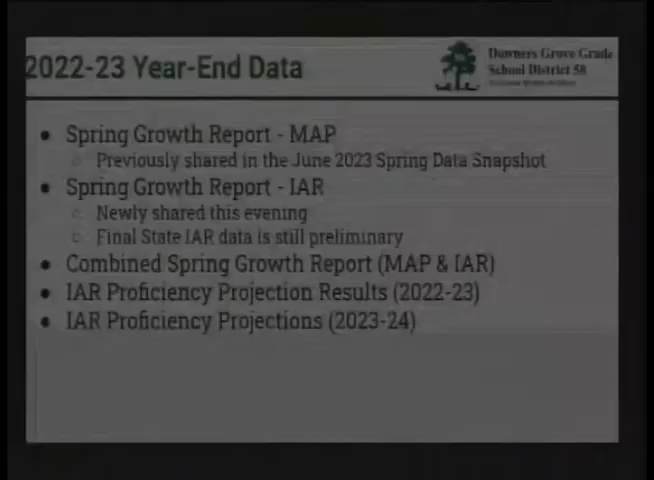 2022-23 Year-End Data
Downers Grove Grade
School District 58
• Spring Growth Report - MAP
○ Previously shared in the June 2023 Spring Data Snapshot
• Spring Growth Report - IAR
○ Newly shared this evening
○ Final State IAR data is still preliminary
• Combined Spring Growth Report (MAP & IAR)
• IAR Proficiency Projection Results (2022-23)
• IAR Proficiency Projections (2023-24)